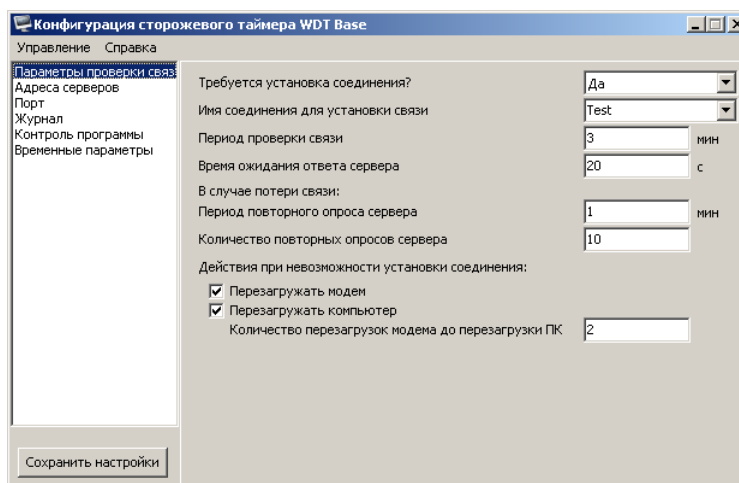 Конфигурация сторожевого таймера WDT Base
Управление Справка
Параметры проверки связ
Адреса серверов
Порт
Журнал
Контроль программы
Временные параметры
Сохранить настройки
Требуется установка соединения? Да
Имя соединения для установки связи Test
Период проверки связи 3 мин
Время ожидания ответа сервера 20 с
В случае потери связи:
Период повторного опроса сервера 1 мин
Количество повторных опросов сервера 10
Действия при невозможности установки соединения:
Перезагружать модем
Перезагружать компьютер
Количество перезагрузок модема до перезагрузки ПК 2